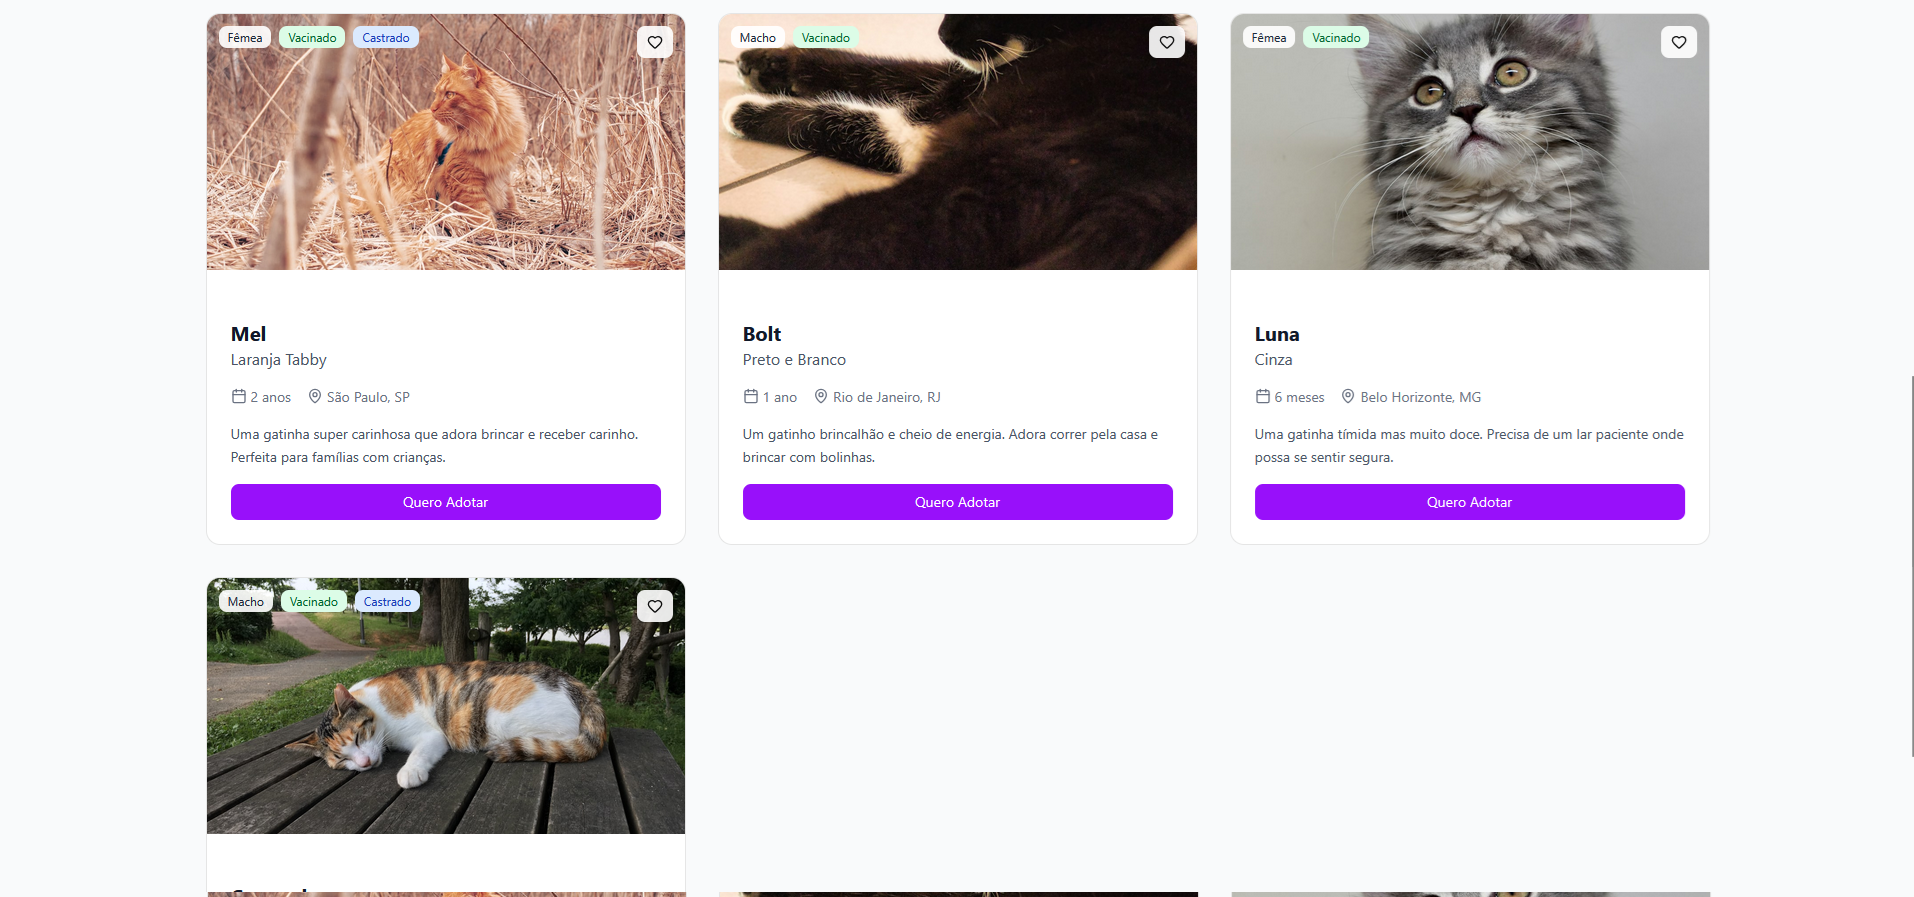 Fêmea Vacinado Castrado
Mel
Laranja Tabby
2 anos São Paulo, SP
Uma gatinha super carinhosa que adora brincar e receber carinho.
Perfeita para famílias com crianças.
Quero Adotar
Macho Vacinado
Bolt
Preto e Branco
1 ano Rio de Janeiro, RJ
Um gatinho brincalhão e cheio de energia. Adora correr pela casa e
brincar com bolinhas.
Quero Adotar
Fêmea Vacinado
Luna
Cinza
6 meses Belo Horizonte, MG
Uma gatinha tímida mas muito doce. Precisa de um lar paciente onde
possa se sentir segura.
Quero Adotar
Macho Vacinado Castrado